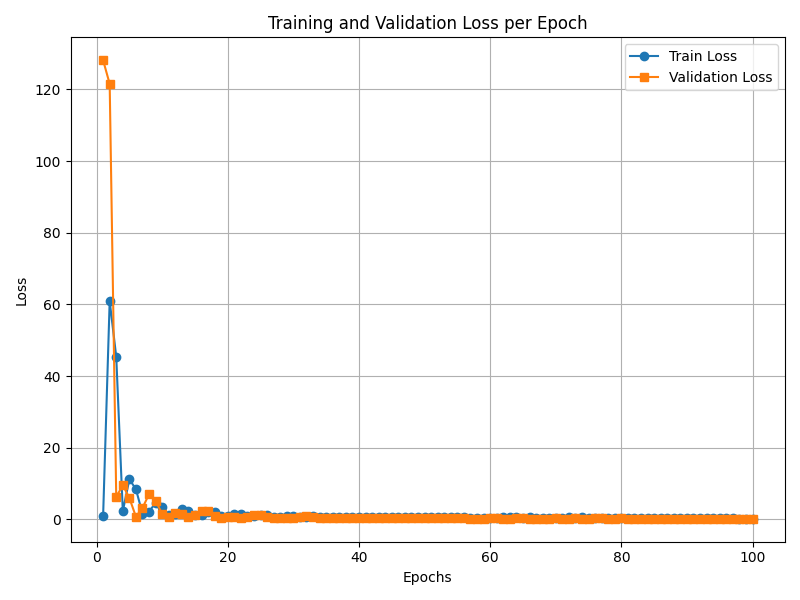 Training and Validation Loss per Epoch
Train Loss
Validation Loss
120
100
80
60
40
20
0
Loss
0 20 40 60 80 100
Epochs